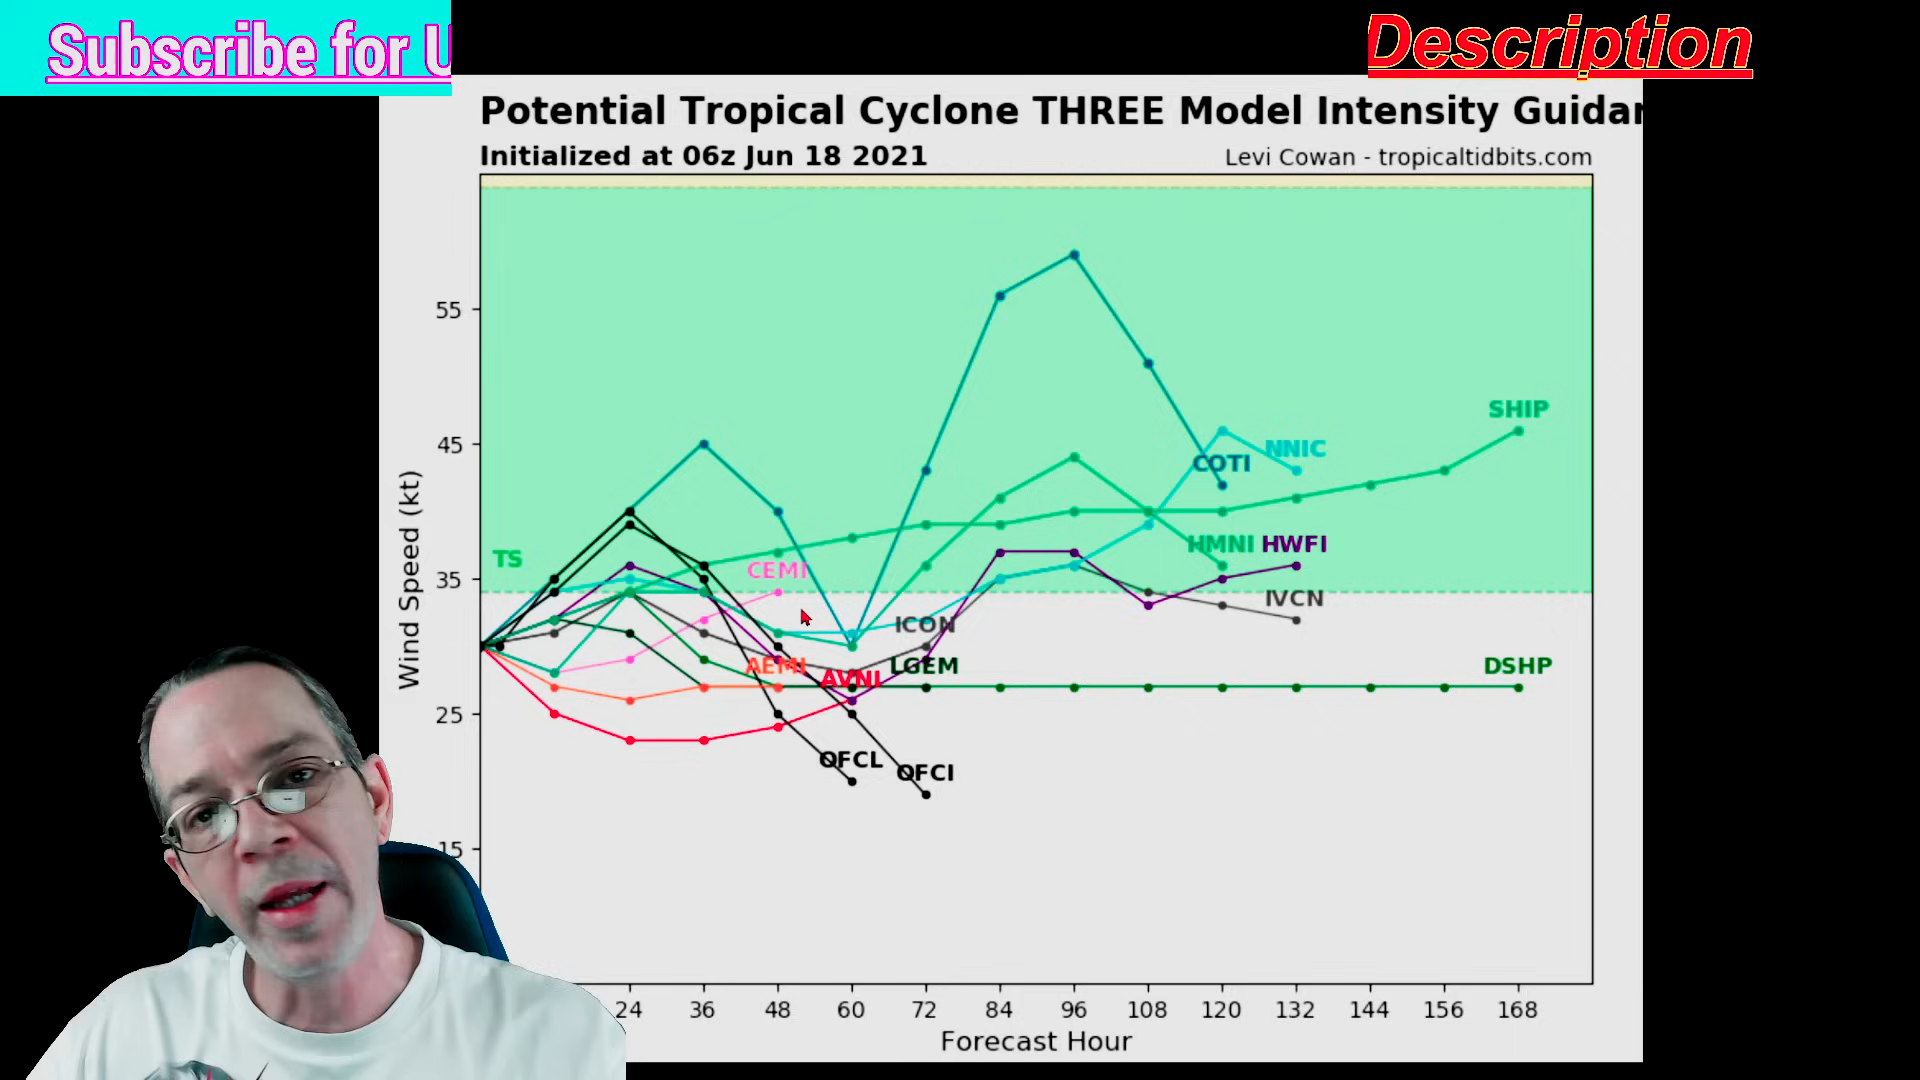 Subscribe for U
Description
Potential Tropical Cyclone THREE Model Intensity Guidan
Initialized at 06z Jun 18 2021
Levi Cowan - tropicaltidbits.com
Wind Speed (kt)
55
45
35
25
15
TS
SHIP
NNIC
COTI
HMNI
HWFI
CEMI
IVCN
ICON
AEMI
AVNI
LGEM
DSHP
OFCL
OFCI
24 36 48 60 72 84 96 108 120 132 144 156 168
Forecast Hour